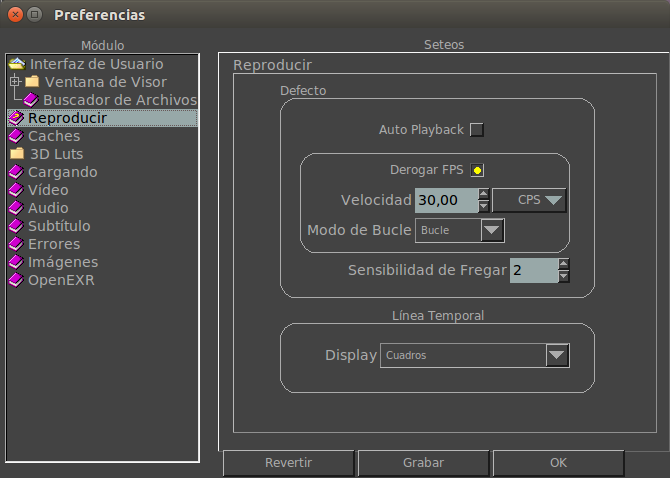 Preferencias
Módulo
Interfaz de Usuario
Ventana de Visor
Buscador de Archivos
Reproducir
Caches
3D Luts
Cargando
Vídeo
Audio
Subtítulo
Errores
Imágenes
OpenEXR
Seteos
Reproducir
Defecto
Auto Playback
Derogar FPS
Velocidad 30,00 CPS
Modo de Bucle Bucle
Sensibilidad de Fregar 2
Línea Temporal
Display Cuadros
Revertir Grabar OK